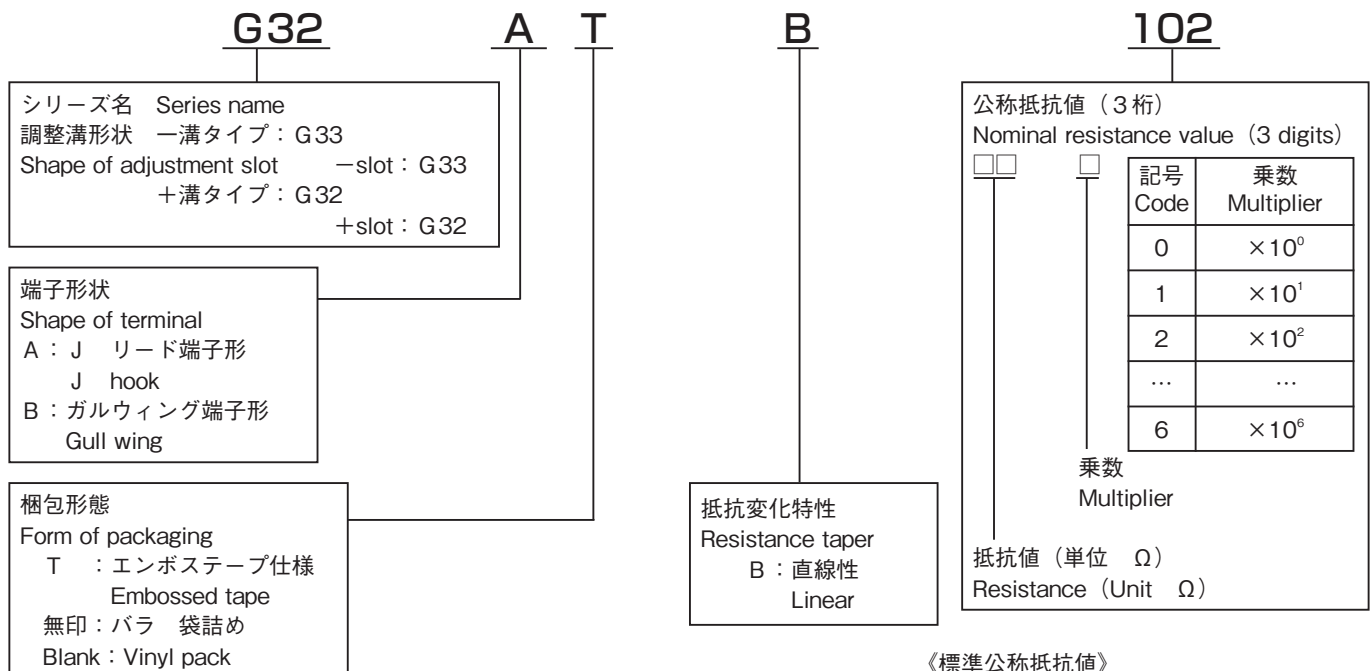 G32 A T B 102
シリーズ名 Series name
調整溝形状 −溝タイプ：G33
Shape of adjustment slot −slot：G33
＋溝タイプ：G32
＋slot：G32
端子形状
Shape of terminal
A：J リード端子形
J hook
B：ガルウィング端子形
Gull wing
梱包形態
Form of packaging
T ：エンボステープ仕様
Embossed tape
無印：バラ 袋詰め
Blank：Vinyl pack
抵抗変化特性
Resistance taper
B：直線性
Linear
公称抵抗値（3桁）
Nominal resistance value（3 digits）
□□ □
記号 乗数
Code Multiplier
0 ×10⁰
1 ×10¹
2 ×10²
… …
6 ×10⁶
乗数
Multiplier
抵抗値（単位 Ω）
Resistance（Unit Ω）
《標準公称抵抗値》